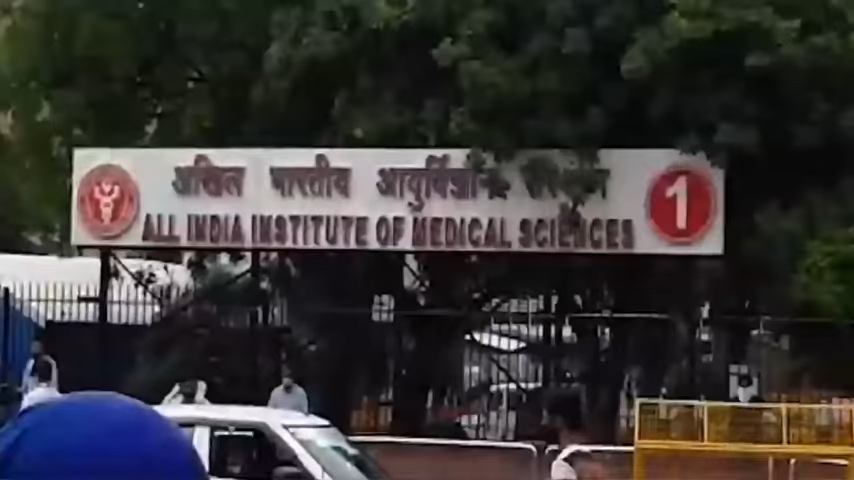 अखिल भारतीय आयुर्विज्ञान संस्थान
ALL INDIA INSTITUTE OF MEDICAL SCIENCES
1